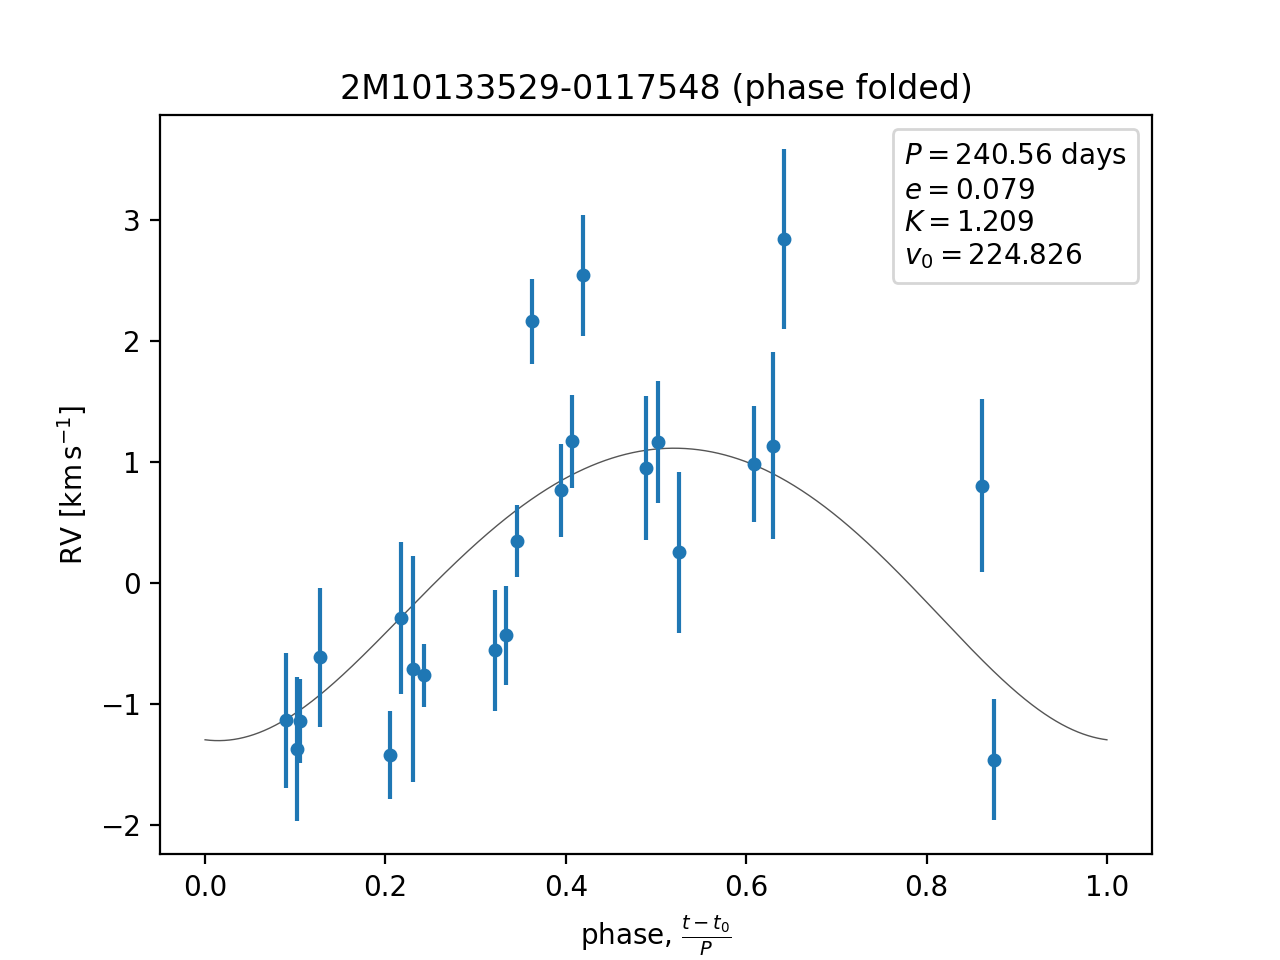 2M10133529-0117548 (phase folded)
P = 240.56 days
e = 0.079
K = 1.209
v₀ = 224.826
3
2
1
0
−1
−2
RV [km s⁻¹]
0.0 0.2 0.4 0.6 0.8 1.0
phase, (t − t₀)/P